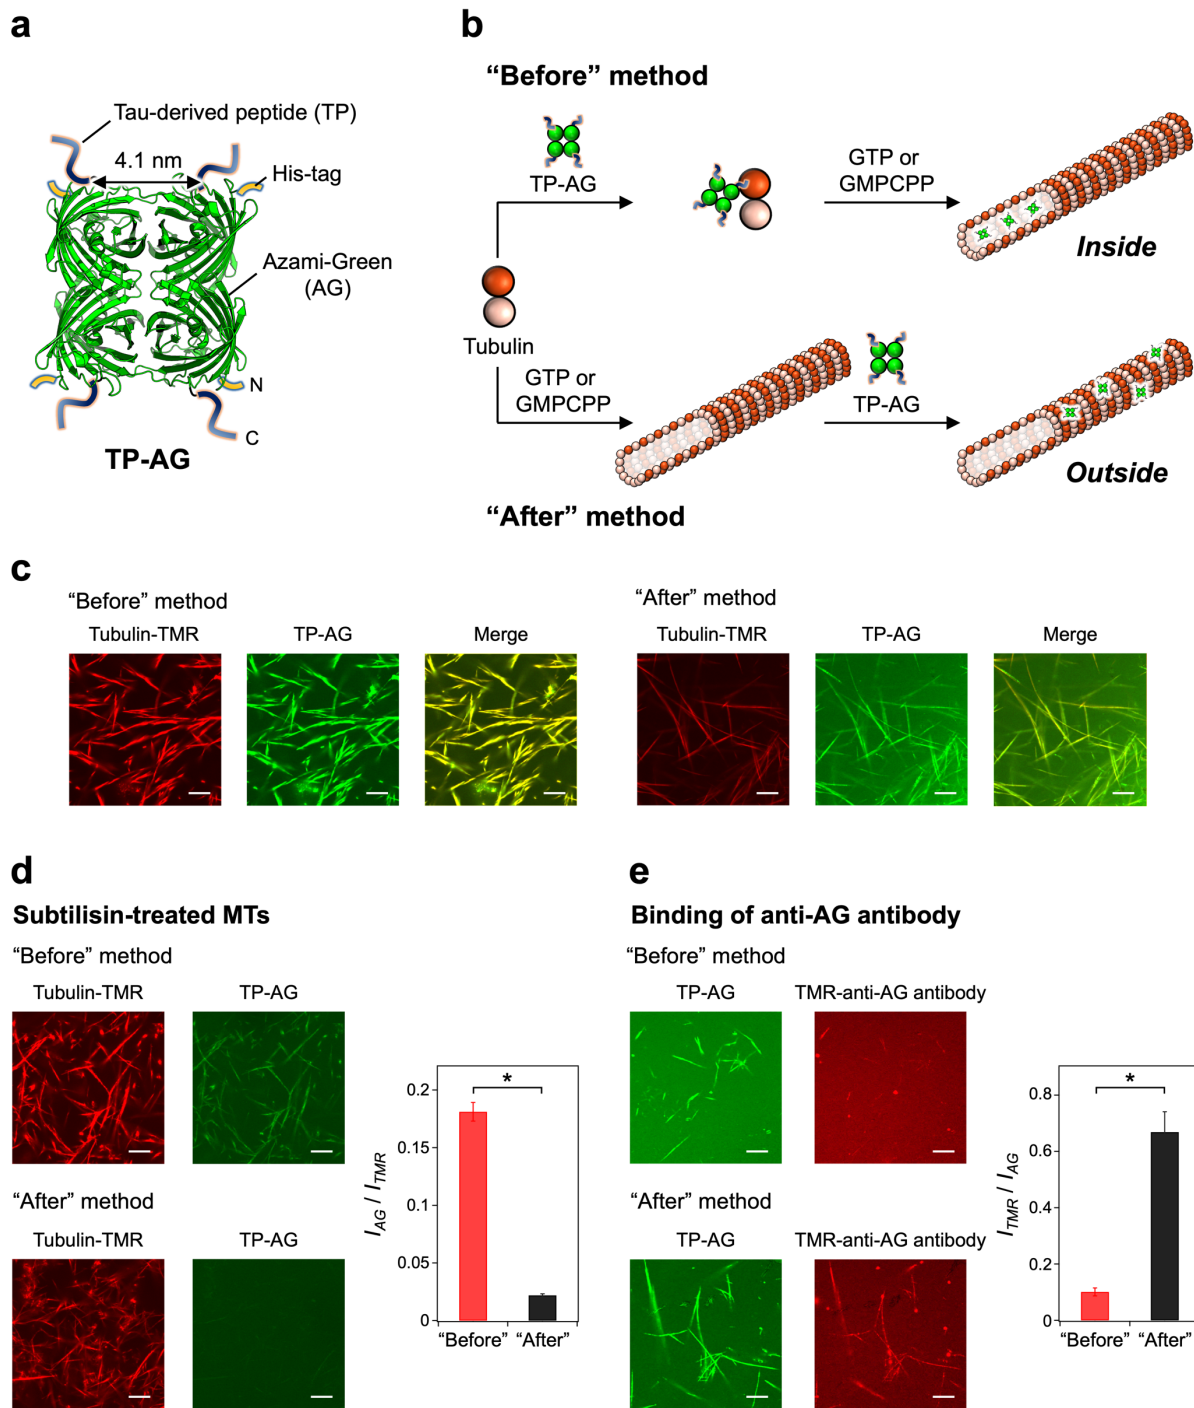 a
Tau-derived peptide (TP)
4.1 nm
His-tag
Azami-Green
(AG)
N
C
TP-AG
b
“Before” method
TP-AG
GTP or
GMPCPP
Inside
Tubulin
GTP or
GMPCPP
TP-AG
Outside
“After” method
c
“Before” method
Tubulin-TMR
TP-AG
Merge
“After” method
Tubulin-TMR
TP-AG
Merge
d
Subtilisin-treated MTs
“Before” method
Tubulin-TMR
TP-AG
“After” method
Tubulin-TMR
TP-AG
I_AG / I_TMR
0.2
0.15
0.1
0.05
0
*
“Before”
“After”
e
Binding of anti-AG antibody
“Before” method
TP-AG
TMR-anti-AG antibody
“After” method
TP-AG
TMR-anti-AG antibody
I_TMR / I_AG
0.8
0.6
0.4
0.2
0
*
“Before”
“After”